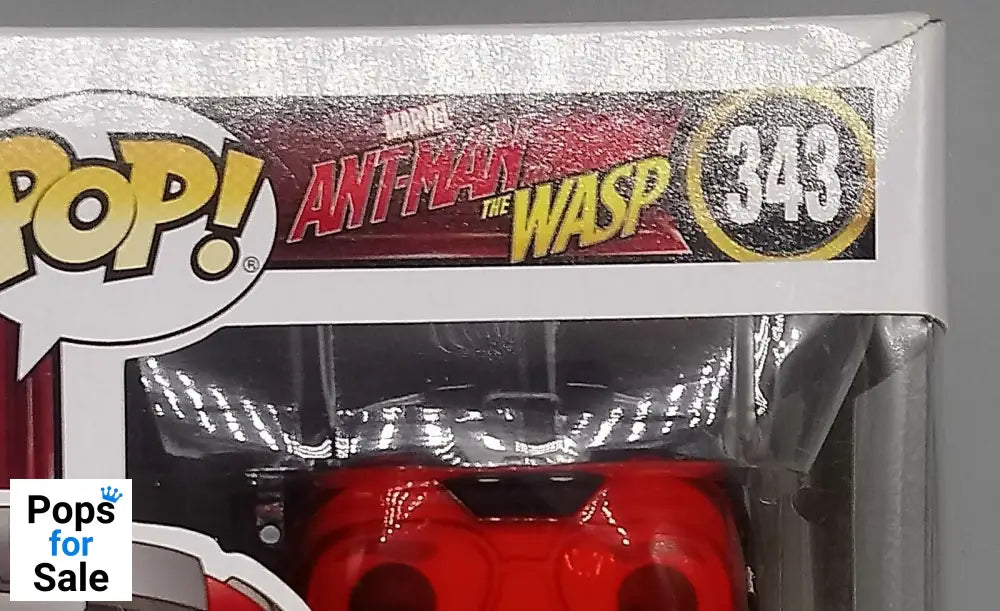 POP!®
MARVEL
ANT-MAN
THE WASP
343
Pops
for
Sale